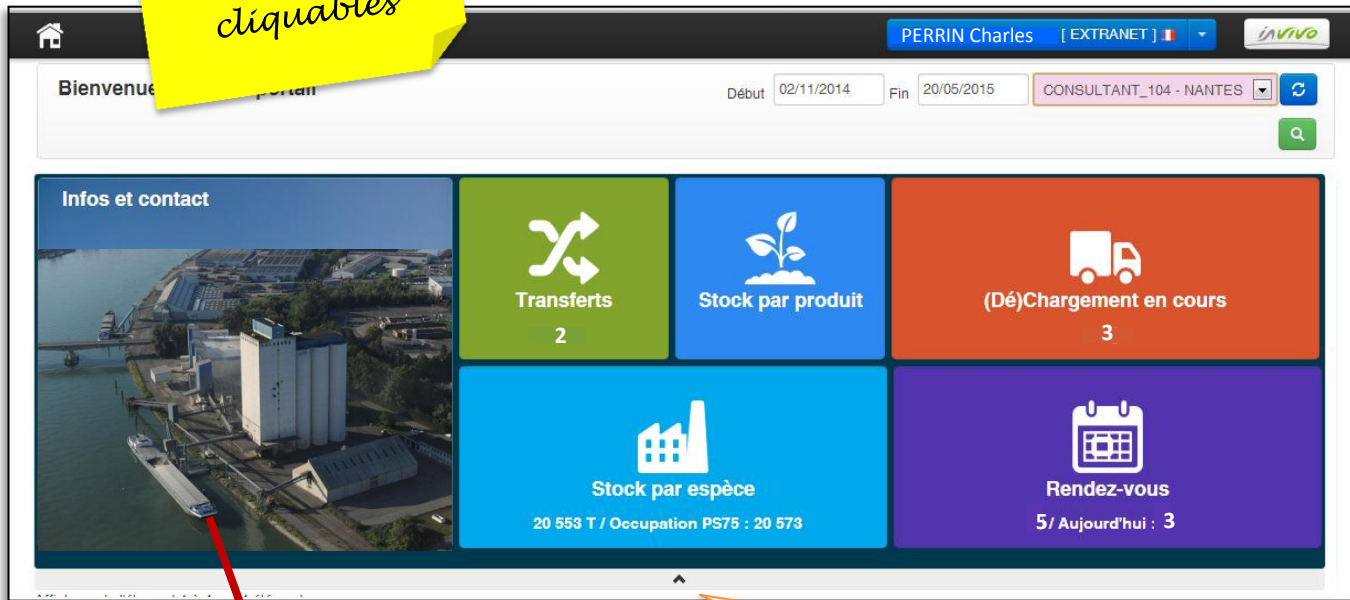 cliquables
PERRIN Charles [ EXTRANET ]
invivo
Bienvenue portail
Début 02/11/2014 Fin 20/05/2015 CONSULTANT_104 - NANTES
Infos et contact
Transferts
2
Stock par produit
(Dé)Chargement en cours
3
Stock par espèce
20 553 T / Occupation PS75 : 20 573
Rendez-vous
5/ Aujourd'hui : 3